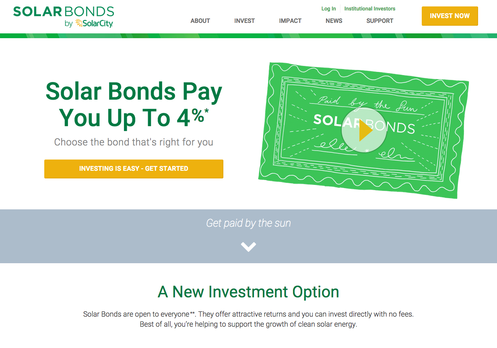 SOLARBONDS
by SolarCity
Log In Institutional Investors
ABOUT INVEST IMPACT NEWS SUPPORT
INVEST NOW
Solar Bonds Pay
You Up To 4%*
Choose the bond that's right for you
INVESTING IS EASY - GET STARTED
Paid by the Sun
SOLARBONDS
Get paid by the sun
A New Investment Option
Solar Bonds are open to everyone**. They offer attractive returns and you can invest directly with no fees.
Best of all, you're helping to support the growth of clean solar energy.